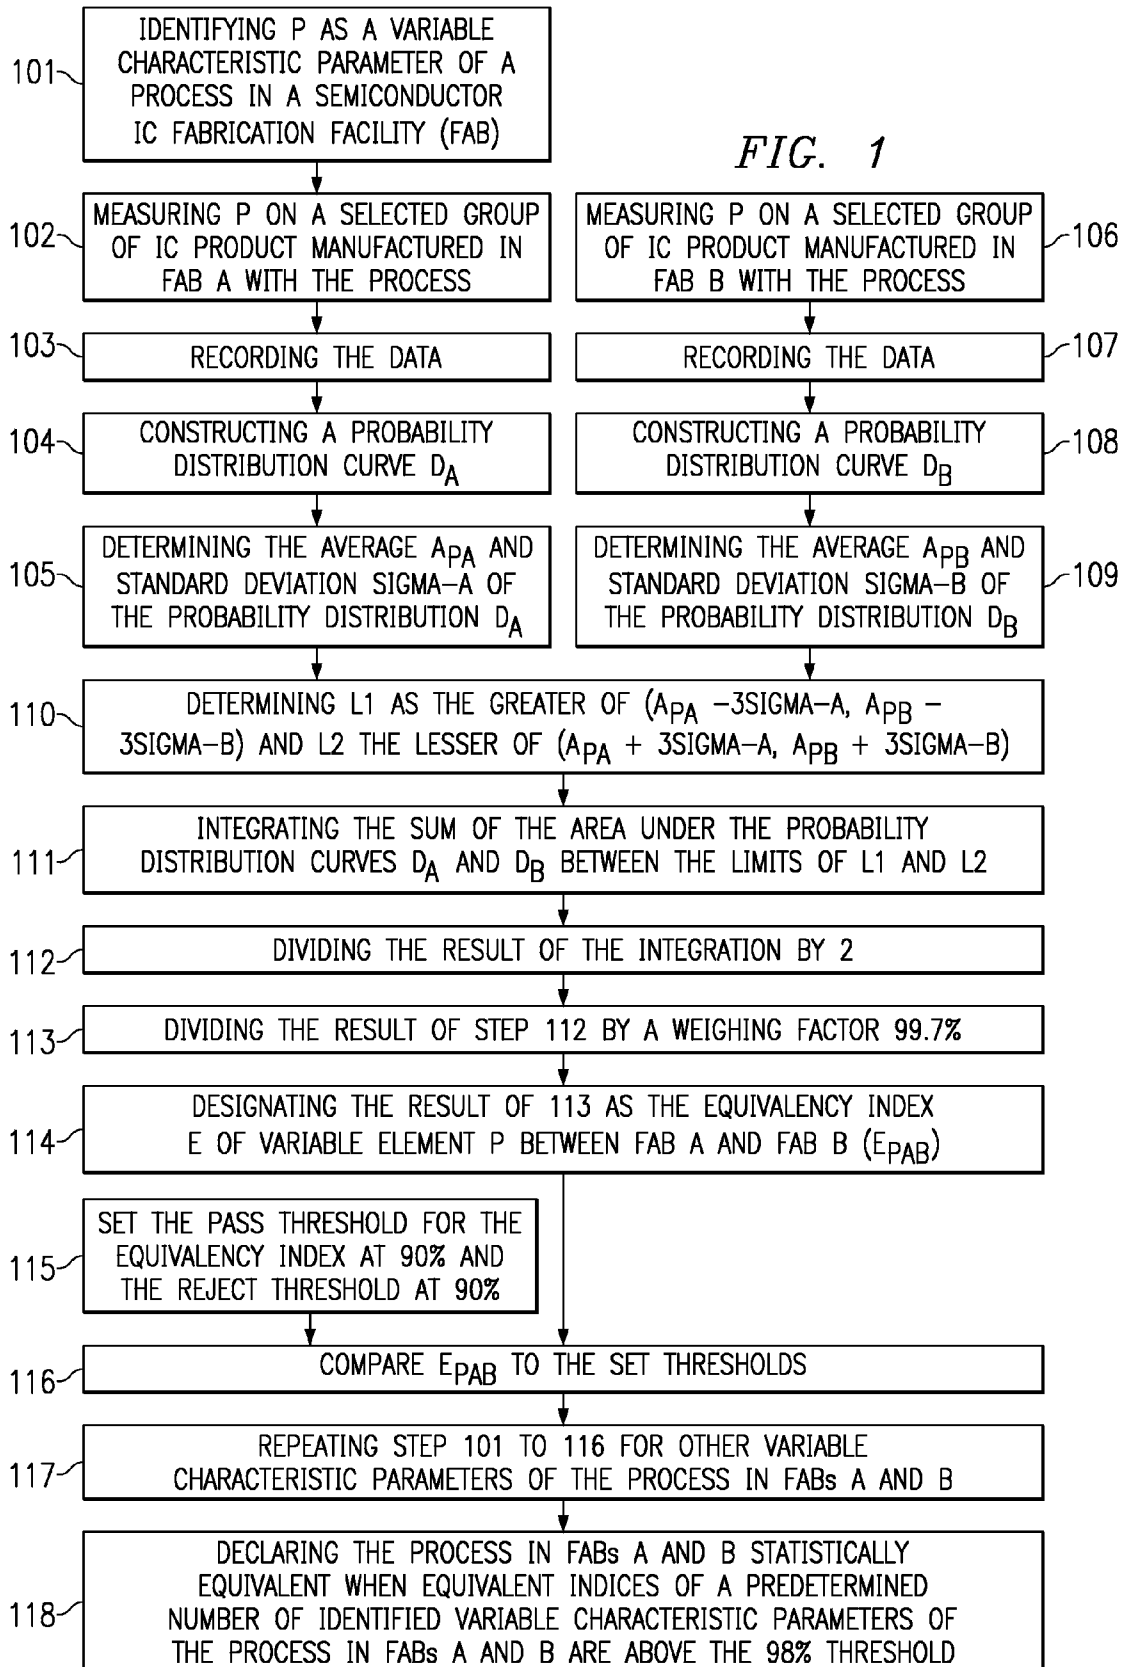 101
IDENTIFYING P AS A VARIABLE
CHARACTERISTIC PARAMETER OF A
PROCESS IN A SEMICONDUCTOR
IC FABRICATION FACILITY (FAB)
FIG. 1
102
MEASURING P ON A SELECTED GROUP
OF IC PRODUCT MANUFACTURED IN
FAB A WITH THE PROCESS
MEASURING P ON A SELECTED GROUP
OF IC PRODUCT MANUFACTURED IN
FAB B WITH THE PROCESS
106
103
RECORDING THE DATA
RECORDING THE DATA
107
104
CONSTRUCTING A PROBABILITY
DISTRIBUTION CURVE DA
CONSTRUCTING A PROBABILITY
DISTRIBUTION CURVE DB
108
105
DETERMINING THE AVERAGE APA AND
STANDARD DEVIATION SIGMA-A OF
THE PROBABILITY DISTRIBUTION DA
DETERMINING THE AVERAGE APB AND
STANDARD DEVIATION SIGMA-B OF
THE PROBABILITY DISTRIBUTION DB
109
110
DETERMINING L1 AS THE GREATER OF (APA -3SIGMA-A, APB -
3SIGMA-B) AND L2 THE LESSER OF (APA + 3SIGMA-A, APB + 3SIGMA-B)
111
INTEGRATING THE SUM OF THE AREA UNDER THE PROBABILITY
DISTRIBUTION CURVES DA AND DB BETWEEN THE LIMITS OF L1 AND L2
112
DIVIDING THE RESULT OF THE INTEGRATION BY 2
113
DIVIDING THE RESULT OF STEP 112 BY A WEIGHING FACTOR 99.7%
114
DESIGNATING THE RESULT OF 113 AS THE EQUIVALENCY INDEX
E OF VARIABLE ELEMENT P BETWEEN FAB A AND FAB B (EPAB)
115
SET THE PASS THRESHOLD FOR THE
EQUIVALENCY INDEX AT 90% AND
THE REJECT THRESHOLD AT 90%
116
COMPARE EPAB TO THE SET THRESHOLDS
117
REPEATING STEP 101 TO 116 FOR OTHER VARIABLE
CHARACTERISTIC PARAMETERS OF THE PROCESS IN FABs A AND B
118
DECLARING THE PROCESS IN FABs A AND B STATISTICALLY
EQUIVALENT WHEN EQUIVALENT INDICES OF A PREDETERMINED
NUMBER OF IDENTIFIED VARIABLE CHARACTERISTIC PARAMETERS OF
THE PROCESS IN FABs A AND B ARE ABOVE THE 98% THRESHOLD